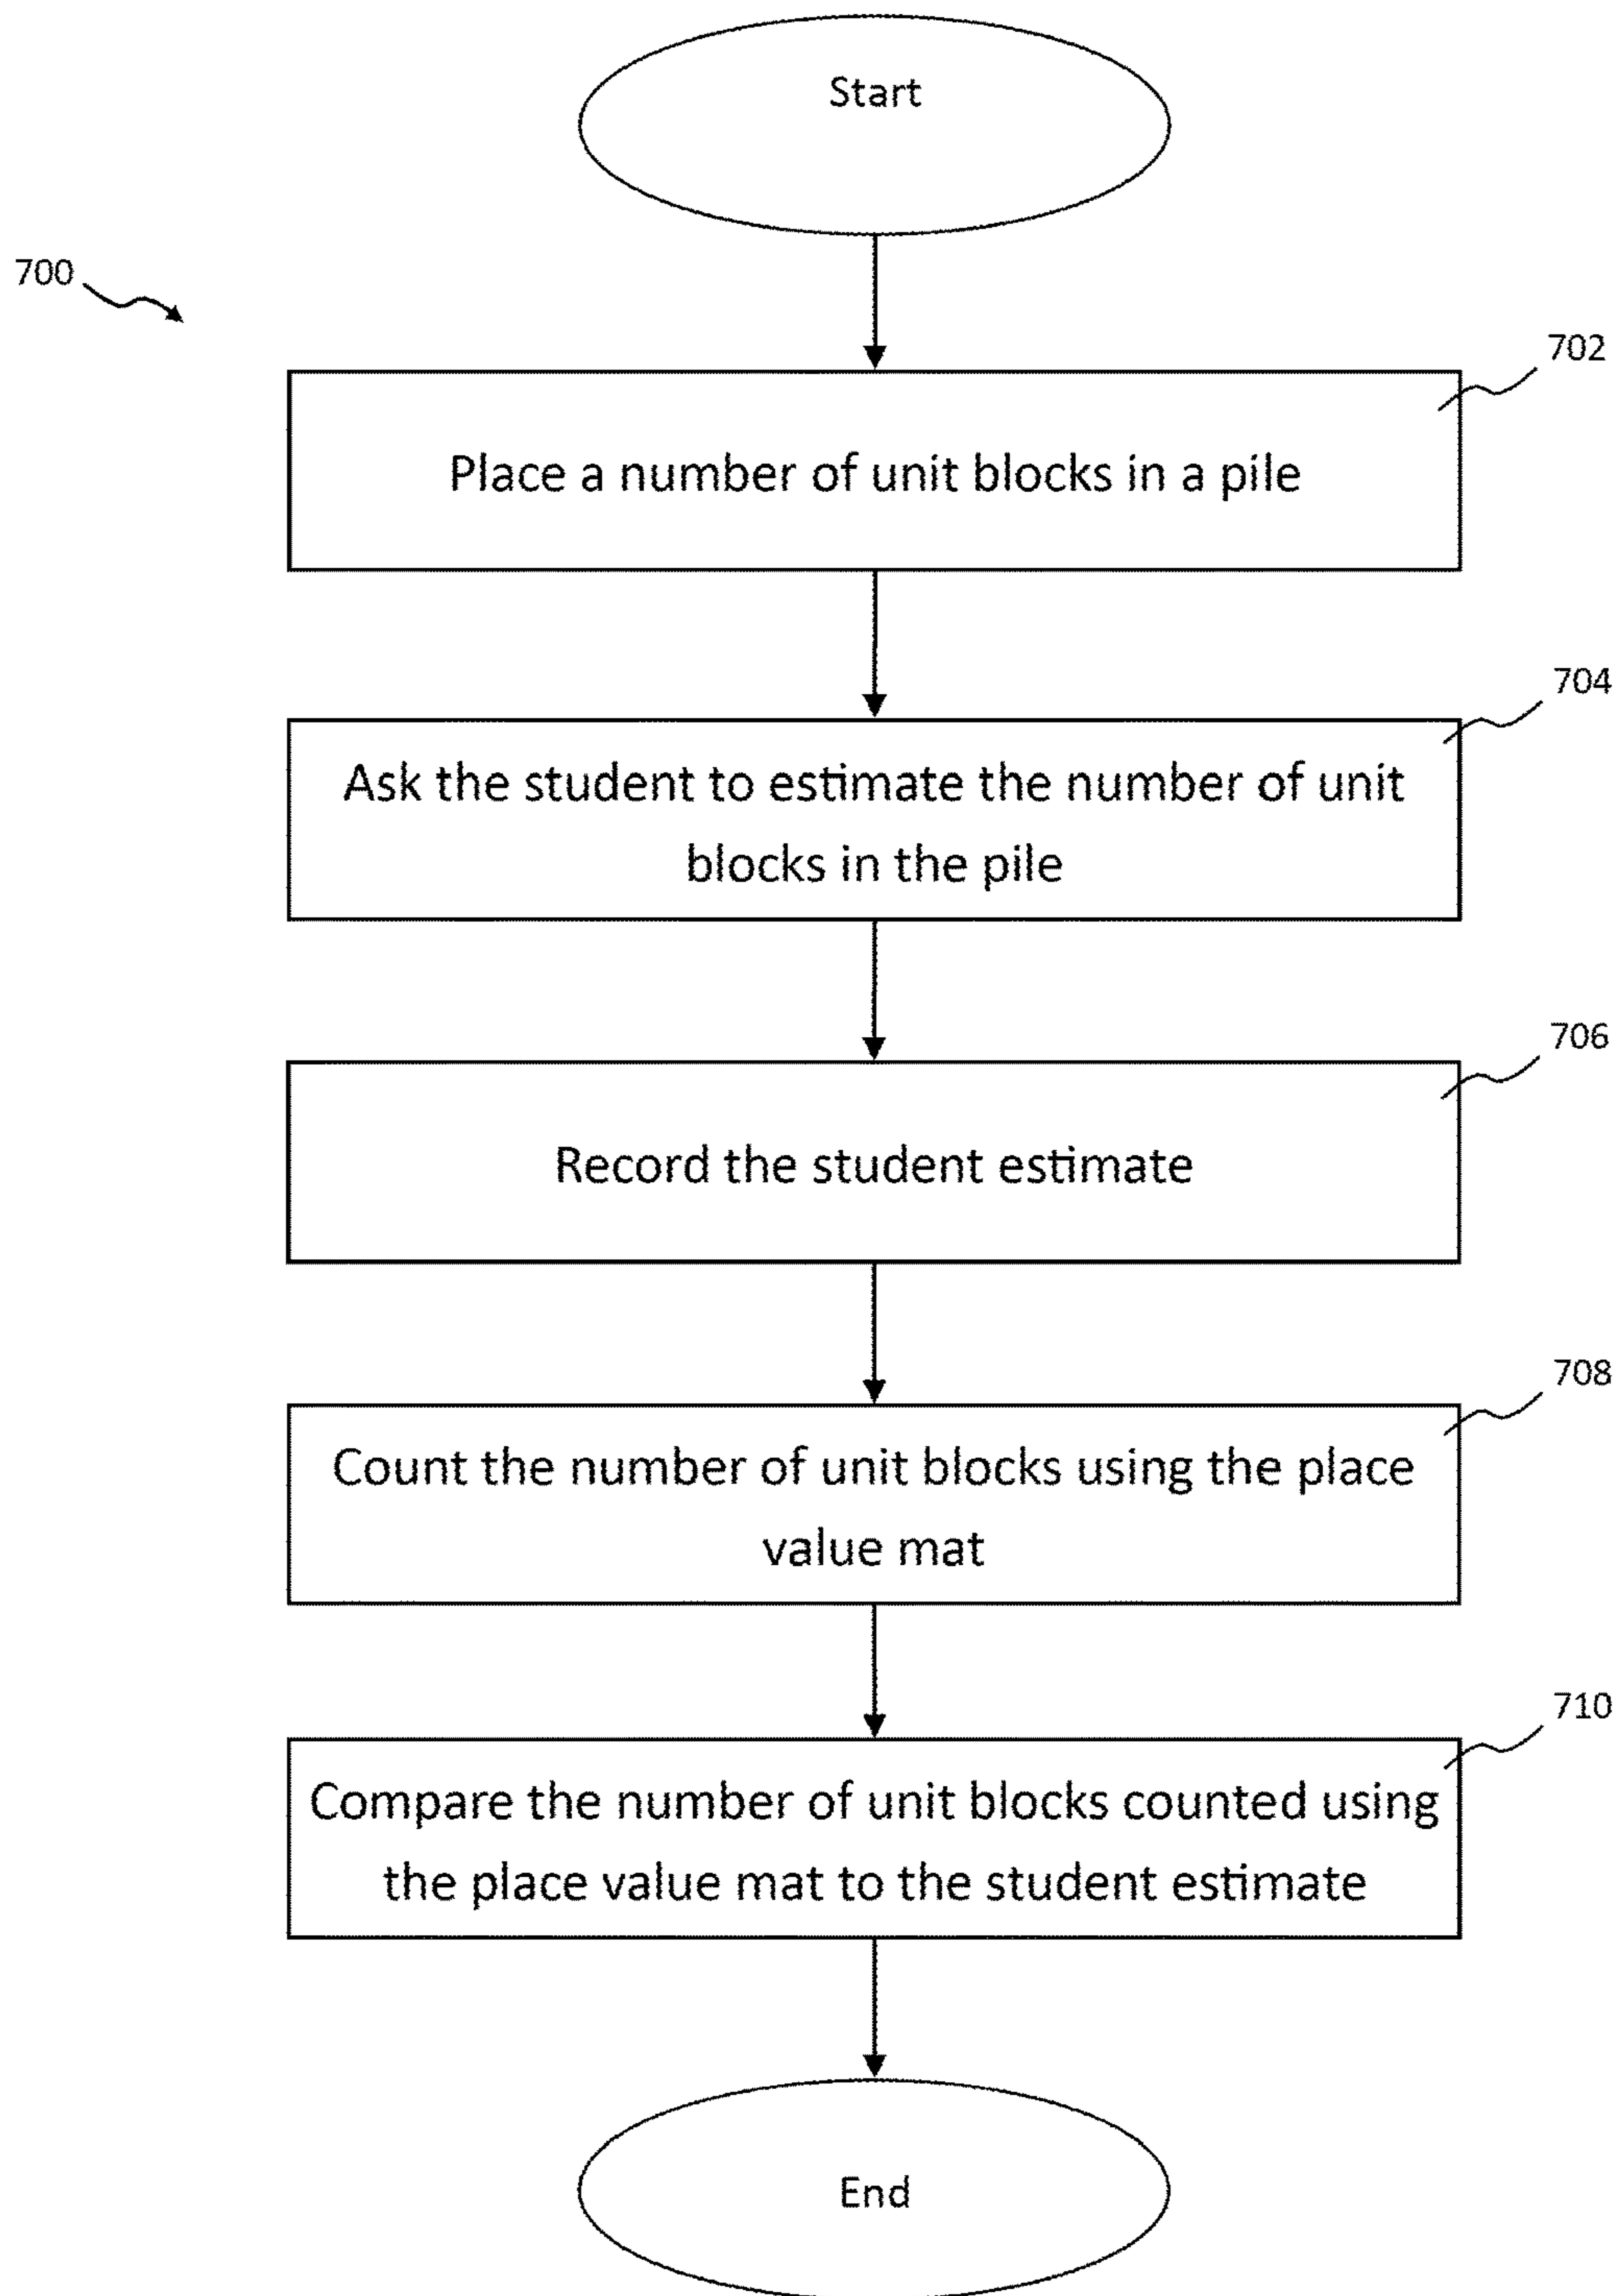 Start
700
702
Place a number of unit blocks in a pile
704
Ask the student to estimate the number of unit
blocks in the pile
706
Record the student estimate
708
Count the number of unit blocks using the place
value mat
710
Compare the number of unit blocks counted using
the place value mat to the student estimate
End